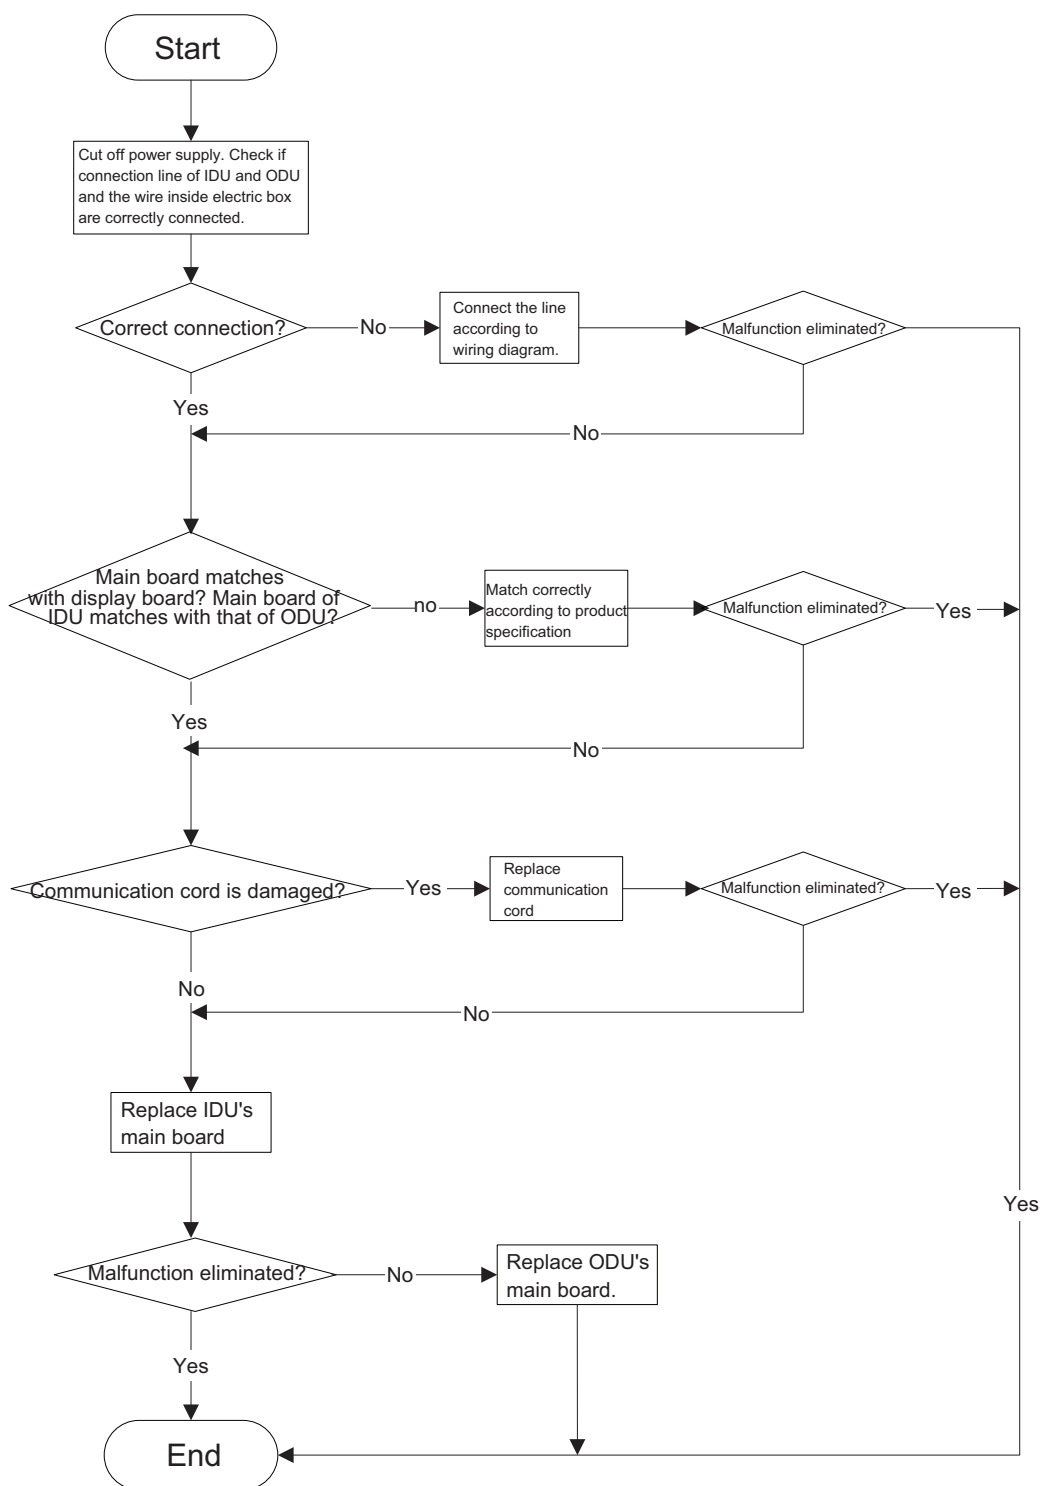 Start
Cut off power supply. Check if
connection line of IDU and ODU
and the wire inside electric box
are correctly connected.
Correct connection?
No
Connect the line
according to
wiring diagram.
Malfunction eliminated?
Yes
No
Main board matches
with display board? Main board of
IDU matches with that of ODU?
no
Match correctly
according to product
specification
Malfunction eliminated?
Yes
Yes
No
Communication cord is damaged?
Yes
Replace
communication
cord
Malfunction eliminated?
Yes
No
No
Replace IDU's
main board
Yes
Malfunction eliminated?
No
Replace ODU's
main board.
Yes
End